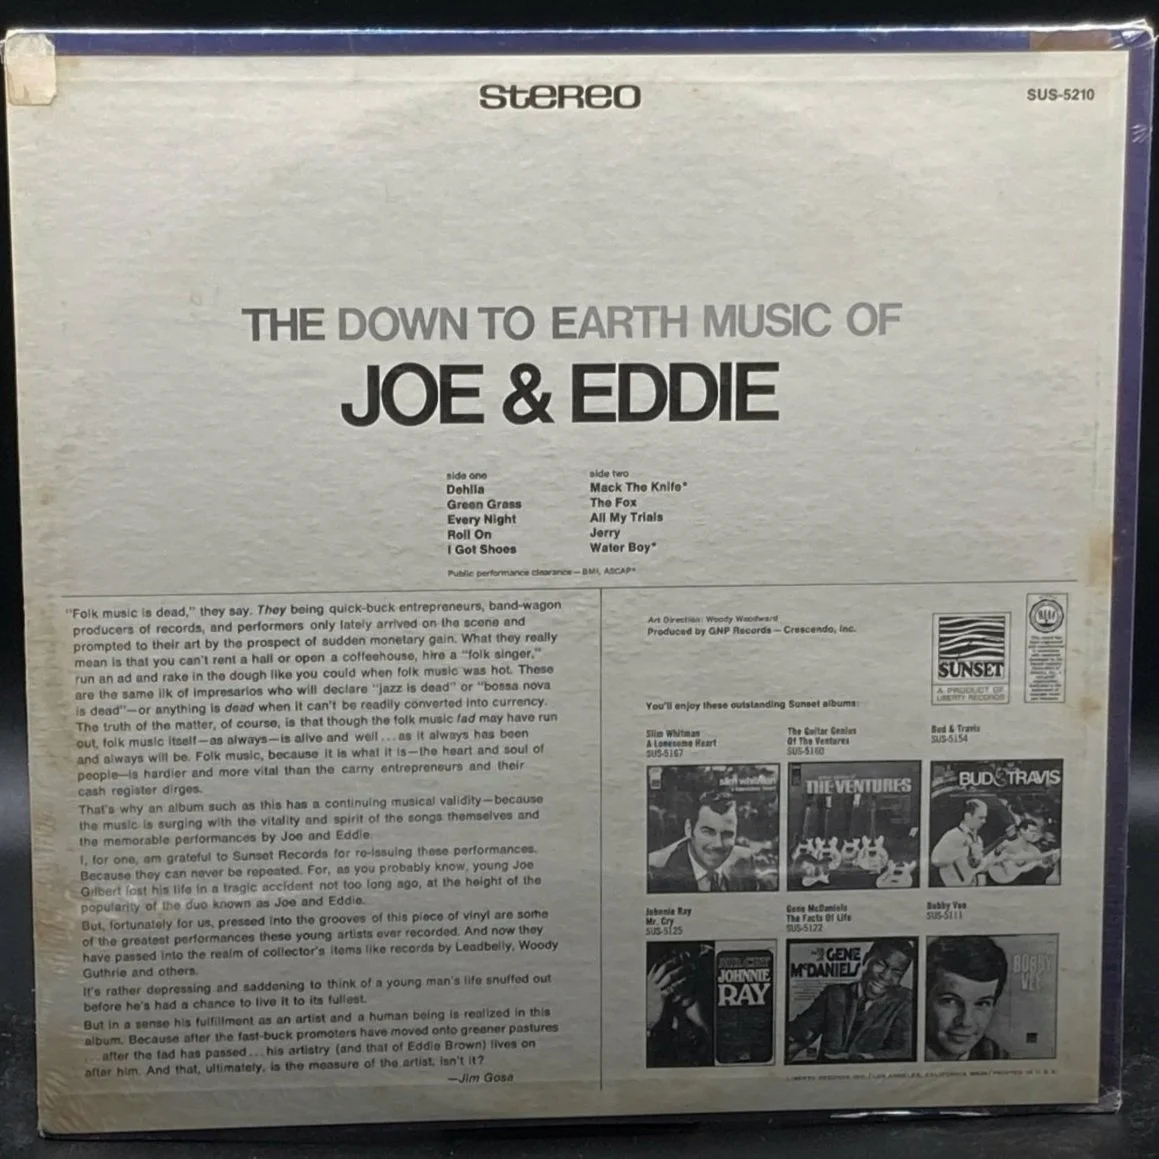 stereo
SUS-5210
THE DOWN TO EARTH MUSIC OF
JOE & EDDIE
side one
Dehlia
Green Grass
Every Night
Roll On
I Got Shoes
side two
Mack The Knife*
The Fox
All My Trials
Jerry
Water Boy*
Public performance clearance — BMI, ASCAP*
"Folk music is dead," they say. They being quick-buck entrepreneurs, band-wagon
producers of records, and performers only lately arrived on the scene and
prompted to their art by the prospect of sudden monetary gain. What they really
mean is that you can't rent a hall or open a coffeehouse, hire a "folk singer,"
run an ad and rake in the dough like you could when folk music was hot. These
are the same ilk of impresarios who will declare "jazz is dead" or "bossa nova
is dead"—or anything is dead when it can't be readily converted into currency.
The truth of the matter, of course, is that though the folk music fad may have run
out, folk music itself—as always—is alive and well...as it always has been
and always will be. Folk music, because it is what it is—the heart and soul of
people—is hardier and more vital than the carny entrepreneurs and their
cash register dirges.
That's why an album such as this has a continuing musical validity—because
the music is surging with the vitality and spirit of the songs themselves and
the memorable performances by Joe and Eddie.
I, for one, am grateful to Sunset Records for re-issuing these performances.
Because they can never be repeated. For, as you probably know, young Joe
Gilbert lost his life in a tragic accident not too long ago, at the height of the
popularity of the duo known as Joe and Eddie.
But, fortunately for us, pressed into the grooves of this piece of vinyl are some
of the greatest performances these young artists ever recorded. And now they
have passed into the realm of collector's items like records by Leadbelly, Woody
Guthrie and others.
It's rather depressing and saddening to think of a young man's life snuffed out
before he's had a chance to live it to its fullest.
But in a sense his fulfillment as an artist and a human being is realized in this
album. Because after the fast-buck promoters have moved onto greener pastures
...after the fad has passed...his artistry (and that of Eddie Brown) lives on
after him. And that, ultimately, is the measure of the artist, isn't it?
—Jim Gosa
Art Direction: Woody Woodward
Produced by GNP Records — Crescendo, Inc.
SUNSET
A PRODUCT OF
LIBERTY RECORDS
You'll enjoy these outstanding Sunset albums:
Slim Whitman
A Lonesome Heart
SUS-5167
The Guitar Genius
Of The Ventures
SUS-5160
Bud & Travis
SUS-5154
slim whitman
THE VENTURES
BUD & TRAVIS
Johnnie Ray
Mr. Cry
SUS-5125
Gene McDaniels
The Facts Of Life
SUS-5122
Bobby Vee
SUS-5111
MR. CRY
JOHNNIE
RAY
GENE
McDANIELS
BOBBY
VEE
LIBERTY RECORDS INC. / LOS ANGELES, CALIFORNIA 90028 / PRINTED IN U.S.A.